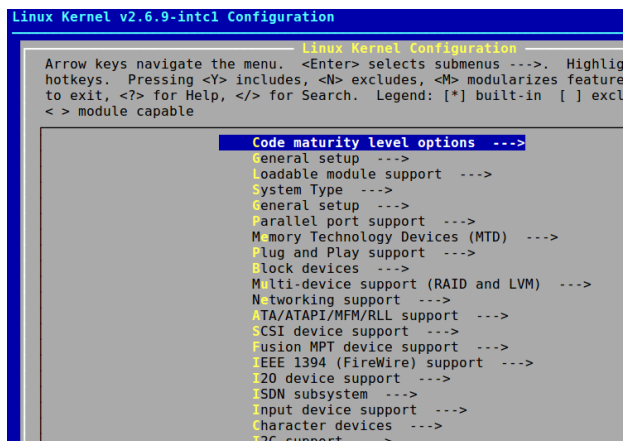 Linux Kernel v2.6.9-intc1 Configuration
Linux Kernel Configuration
Arrow keys navigate the menu.  <Enter> selects submenus --->.  Highlig
hotkeys.  Pressing <Y> includes, <N> excludes, <M> modularizes feature
to exit, <?> for Help, </> for Search.  Legend: [*] built-in  [ ] excl
< > module capable
Code maturity level options  --->
General setup  --->
Loadable module support  --->
System Type  --->
General setup  --->
Parallel port support  --->
Memory Technology Devices (MTD)  --->
Plug and Play support  --->
Block devices  --->
Multi-device support (RAID and LVM)  --->
Networking support  --->
ATA/ATAPI/MFM/RLL support  --->
SCSI device support  --->
Fusion MPT device support  --->
IEEE 1394 (FireWire) support  --->
I2O device support  --->
ISDN subsystem  --->
Input device support  --->
Character devices  --->
I2C support  --->